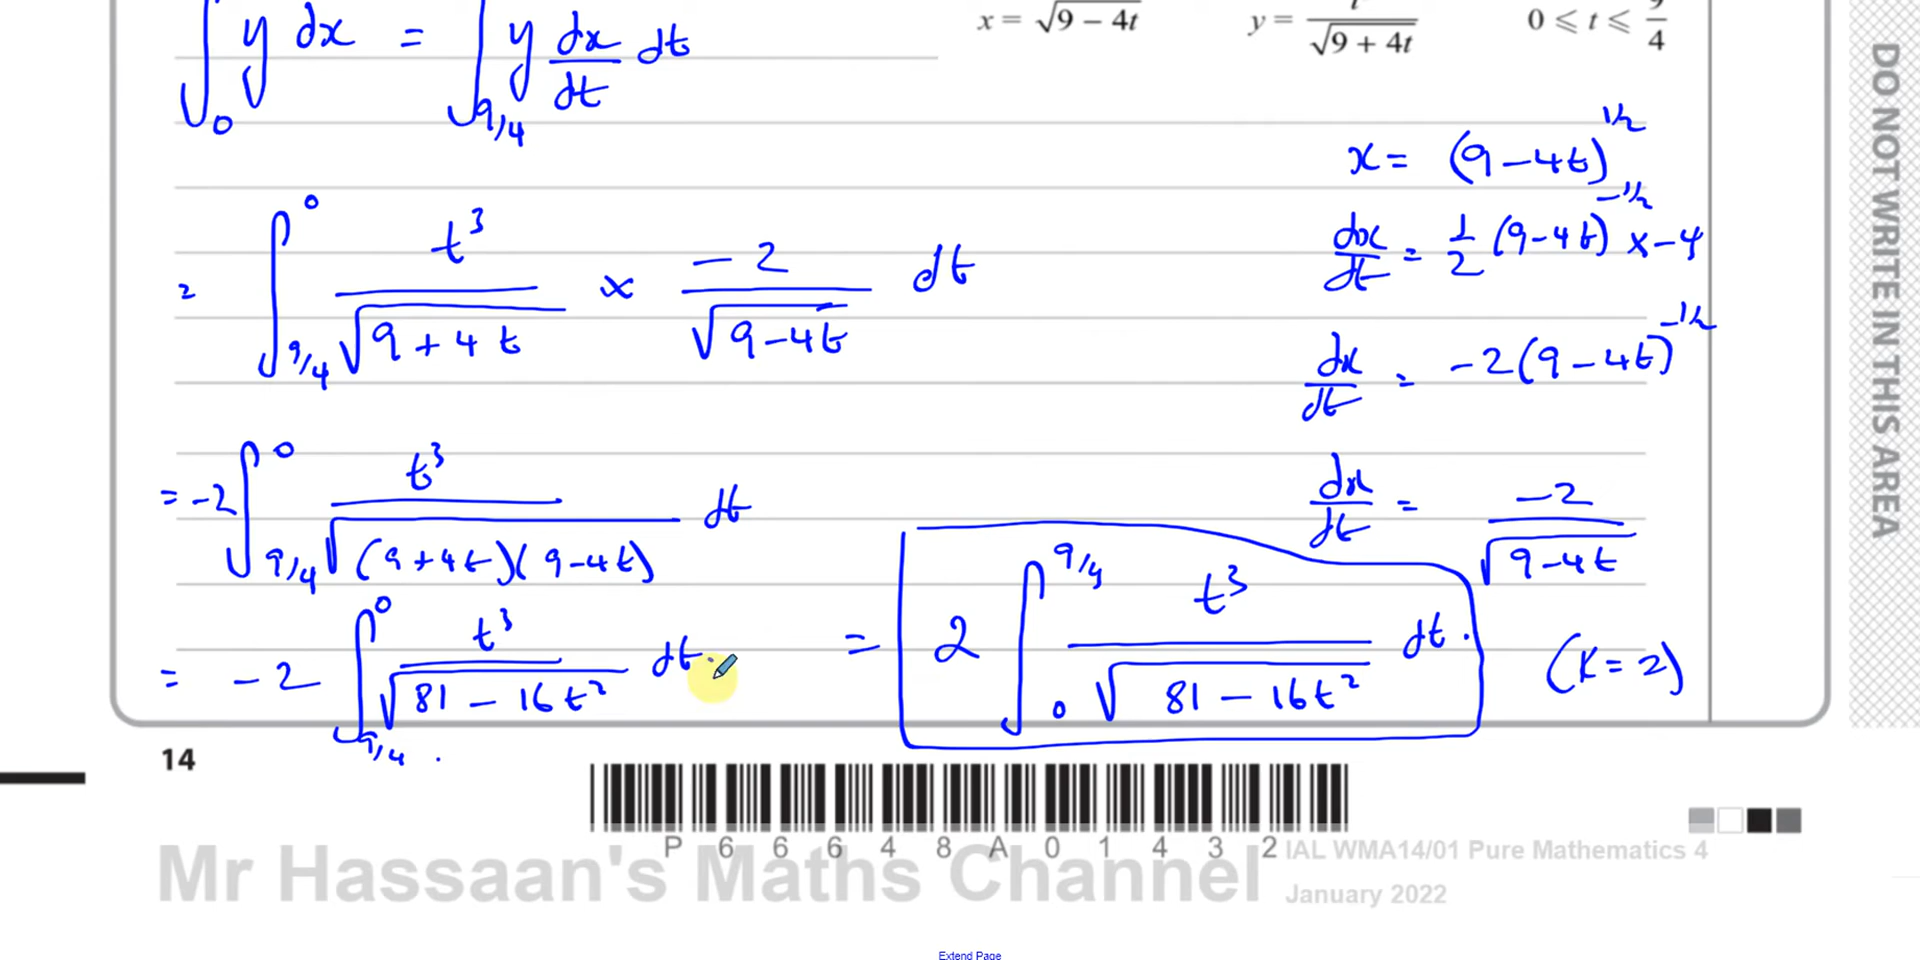 ∫₀ y dx = ∫_{9/4} y dx/dt dt
x = √(9 − 4t)   y = /√(9 + 4t)   0 ⩽ t ⩽ 9/4
x = (9 − 4t)^{1/2}
dx/dt = 1/2 (9 − 4t)^{−1/2} × −4
= ∫_{9/4}^{0} t³/√(9 + 4t) × −2/√(9 − 4t) dt
dx/dt = −2(9 − 4t)^{−1/2}
= −2 ∫_{9/4}^{0} t³/√((9 + 4t)(9 − 4t)) dt
dx/dt = −2/√(9 − 4t)
= −2 ∫_{9/4}^{0} t³/√(81 − 16t²) dt = 2 ∫_{0}^{9/4} t³/√(81 − 16t²) dt. (K = 2)
DO NOT WRITE IN THIS AREA
14
P 6 6 6 4 8 A 0 1 4 3 2
Mr Hassaan's Maths Channel
IAL WMA14/01 Pure Mathematics 4
January 2022
Extend Page